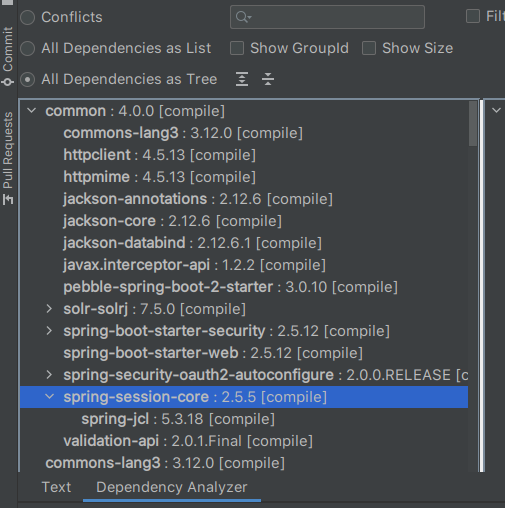 Conflicts
Filt
All Dependencies as List Show GroupId Show Size
All Dependencies as Tree
Commit
Pull Requests
common : 4.0.0 [compile]
commons-lang3 : 3.12.0 [compile]
httpclient : 4.5.13 [compile]
httpmime : 4.5.13 [compile]
jackson-annotations : 2.12.6 [compile]
jackson-core : 2.12.6 [compile]
jackson-databind : 2.12.6.1 [compile]
javax.interceptor-api : 1.2.2 [compile]
pebble-spring-boot-2-starter : 3.0.10 [compile]
solr-solrj : 7.5.0 [compile]
spring-boot-starter-security : 2.5.12 [compile]
spring-boot-starter-web : 2.5.12 [compile]
spring-security-oauth2-autoconfigure : 2.0.0.RELEASE [c
spring-session-core : 2.5.5 [compile]
spring-jcl : 5.3.18 [compile]
validation-api : 2.0.1.Final [compile]
commons-lang3 : 3.12.0 [compile]
Text Dependency Analyzer